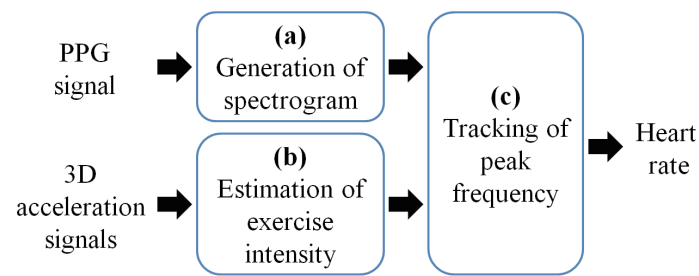 PPG
signal
(a)
Generation of
spectrogram
3D
acceleration
signals
(b)
Estimation of
exercise
intensity
(c)
Tracking of
peak
frequency
Heart
rate